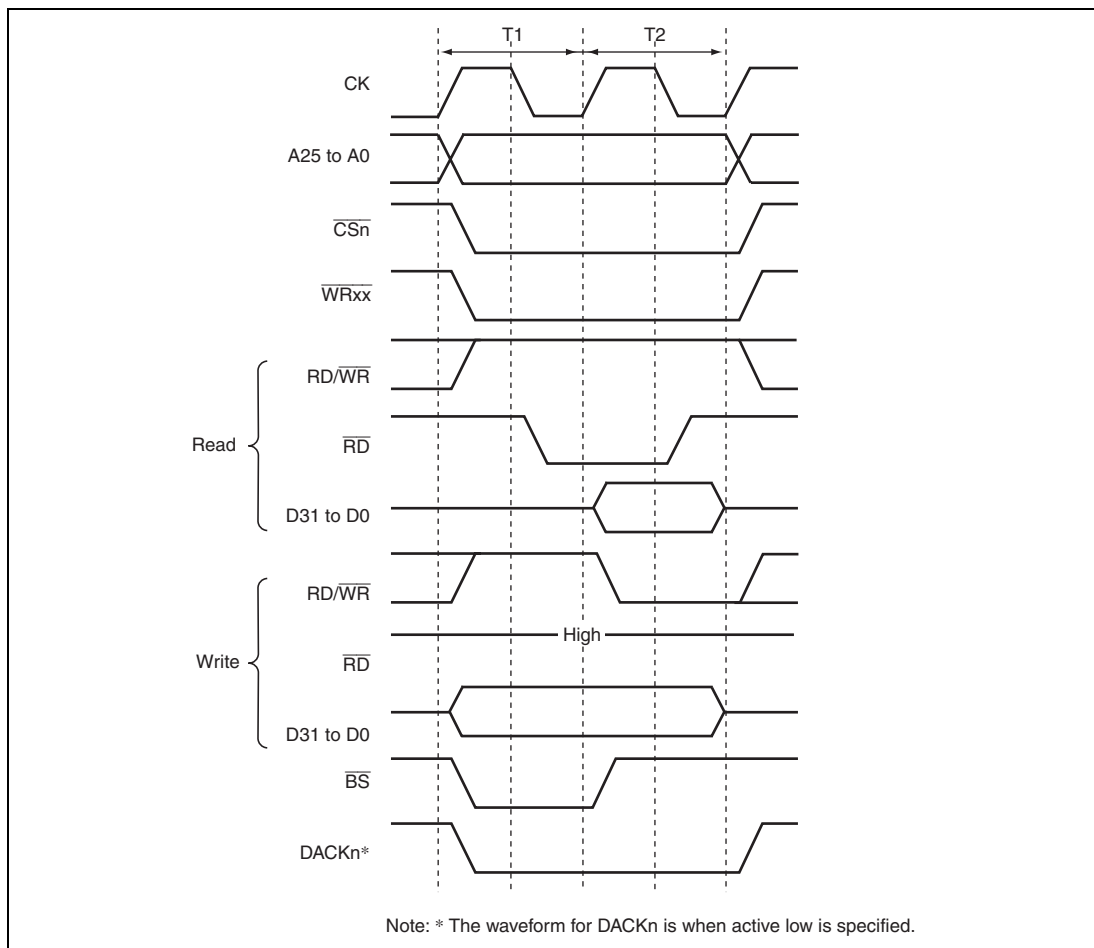 T1 T2
CK
A25 to A0
CSn
WRxx
RD/WR
Read
RD
D31 to D0
RD/WR
High
Write
RD
D31 to D0
BS
DACKn*
Note: * The waveform for DACKn is when active low is specified.